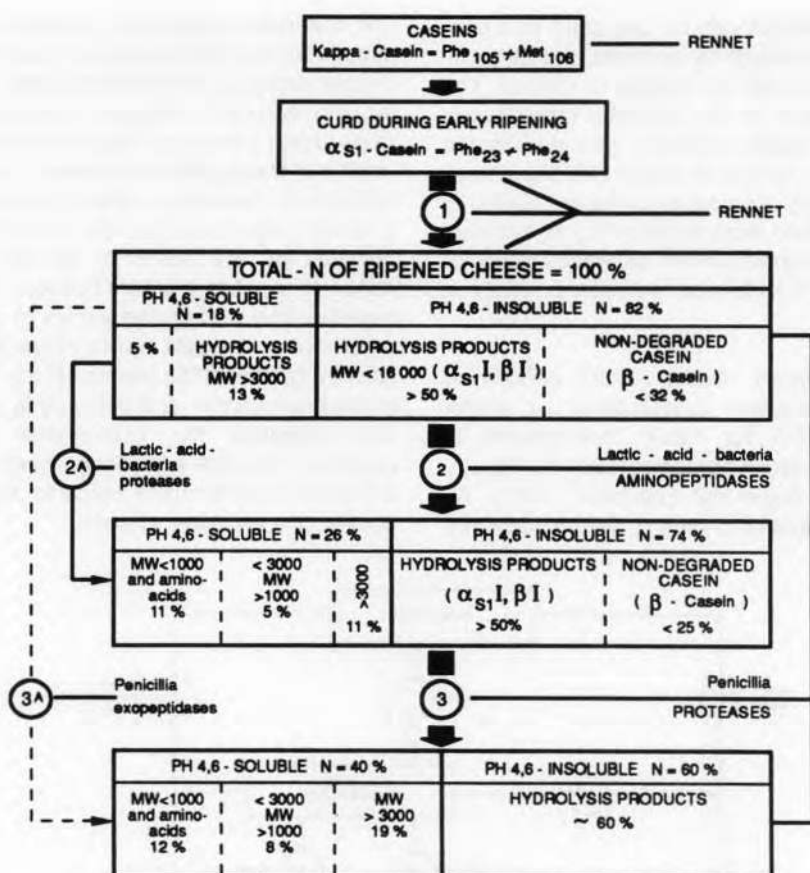 CASEINS
Kappa - Casein = Phe 105 ≠ Met 106
RENNET
CURD DURING EARLY RIPENING
α S1 - Casein = Phe23 ≠ Phe24
1
RENNET
TOTAL - N OF RIPENED CHEESE = 100 %
PH 4,6 - SOLUBLE
N = 18 %
PH 4,6 - INSOLUBLE N = 82 %
5 %
HYDROLYSIS
PRODUCTS
MW >3000
13 %
HYDROLYSIS PRODUCTS
MW < 16 000 ( αS1 I, β I )
> 50%
NON-DEGRADED
CASEIN
( β - Casein )
< 32 %
2A
Lactic - acid -
bacteria
proteases
2
Lactic - acid - bacteria
AMINOPEPTIDASES
PH 4,6 - SOLUBLE N = 26 %
PH 4,6 - INSOLUBLE N = 74 %
MW<1000
and amino-
acids
11 %
< 3000
MW
>1000
5 %
>3000
11 %
HYDROLYSIS PRODUCTS
( αS1 I, β I )
> 50%
NON-DEGRADED
CASEIN
( β - Casein )
< 25 %
3A
Penicillia
exopeptidases
3
Penicillia
PROTEASES
PH 4,6 - SOLUBLE N = 40 %
PH 4,6 - INSOLUBLE N = 60 %
MW<1000
and amino-
acids
12 %
< 3000
MW
>1000
8 %
MW
> 3000
19 %
HYDROLYSIS PRODUCTS
~ 60 %